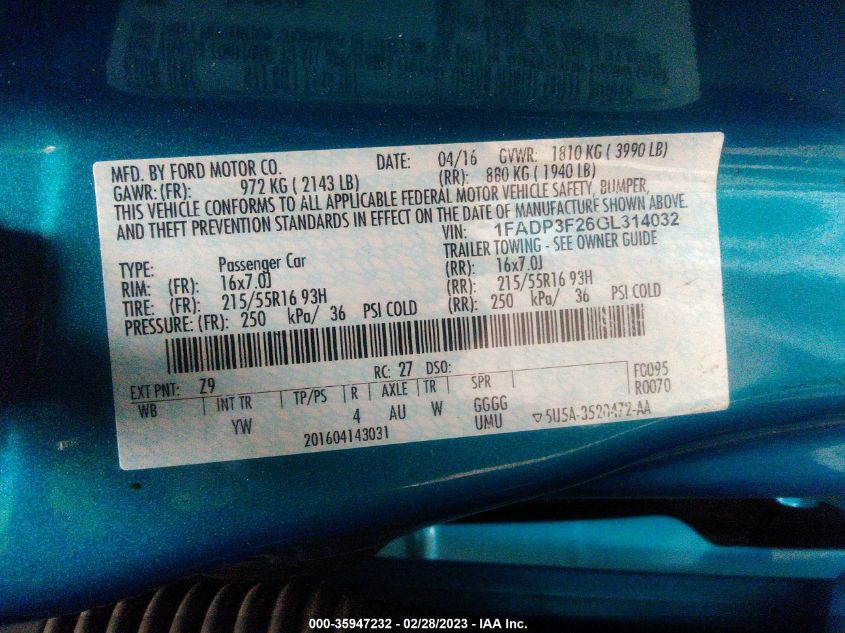 MFD. BY FORD MOTOR CO. DATE: 04/16 GVWR: 1810 KG ( 3990 LB)
GAWR: (FR): 972 KG ( 2143 LB) (RR): 880 KG ( 1940 LB)
THIS VEHICLE CONFORMS TO ALL APPLICABLE FEDERAL MOTOR VEHICLE SAFETY, BUMPER,
AND THEFT PREVENTION STANDARDS IN EFFECT ON THE DATE OF MANUFACTURE SHOWN ABOVE.
VIN: 1FADP3F26GL314032
TRAILER TOWING - SEE OWNER GUIDE
TYPE: Passenger Car
RIM: (FR): 16x7.0J (RR): 16x7.0J
TIRE: (FR): 215/55R16 93H (RR): 215/55R16 93H
PRESSURE: (FR): 250 kPa/ 36 PSI COLD (RR): 250 kPa/ 36 PSI COLD
RC: 27 DSO: FC095
EXT PNT: Z9 R0070
WB INT TR TP/PS R AXLE TR SPR
YW 4 AU W GGGG
UMU
201604143031 5U5A-3520472-AA
000-35947232 - 02/28/2023 - IAA Inc.